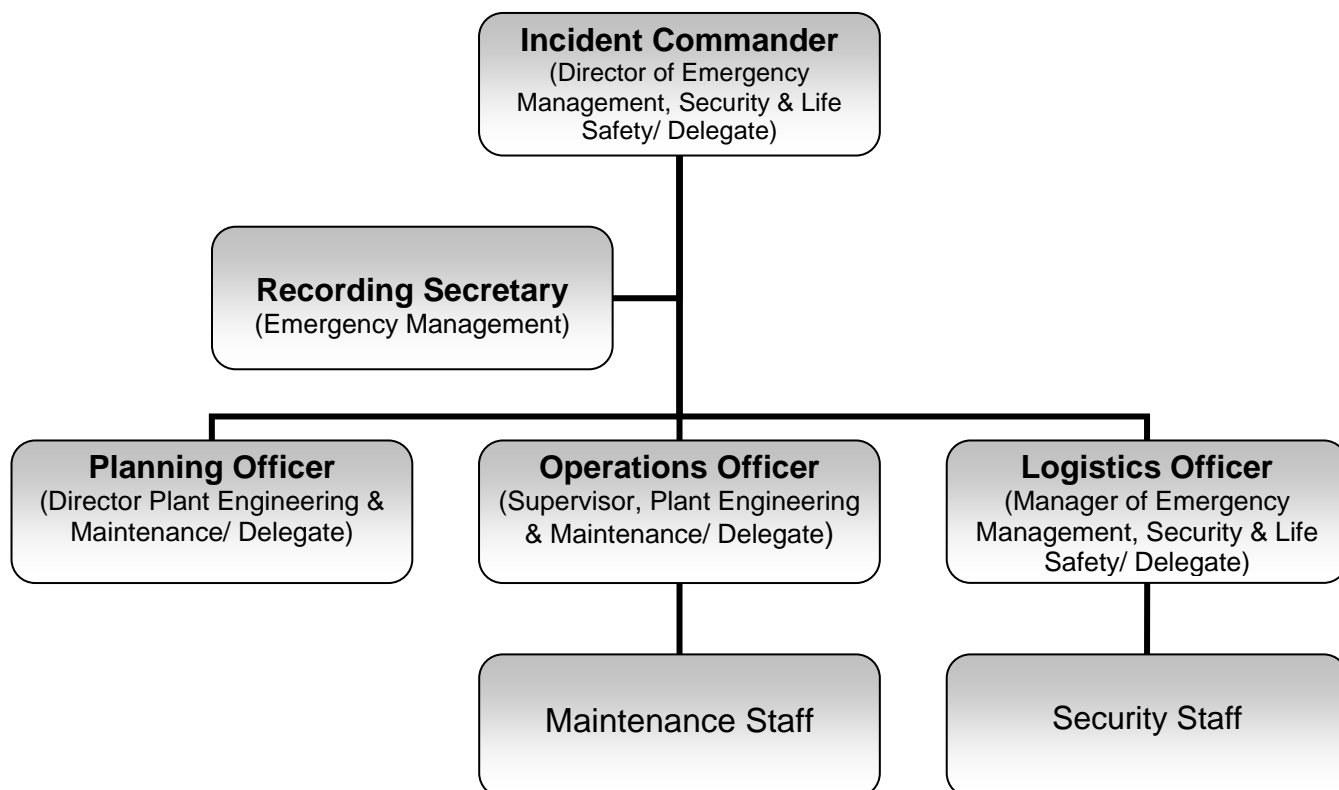 Incident Commander
(Director of Emergency
Management, Security & Life
Safety/ Delegate)
Recording Secretary
(Emergency Management)
Planning Officer
(Director Plant Engineering &
Maintenance/ Delegate)
Operations Officer
(Supervisor, Plant Engineering
& Maintenance/ Delegate)
Logistics Officer
(Manager of Emergency
Management, Security & Life
Safety/ Delegate)
Maintenance Staff
Security Staff